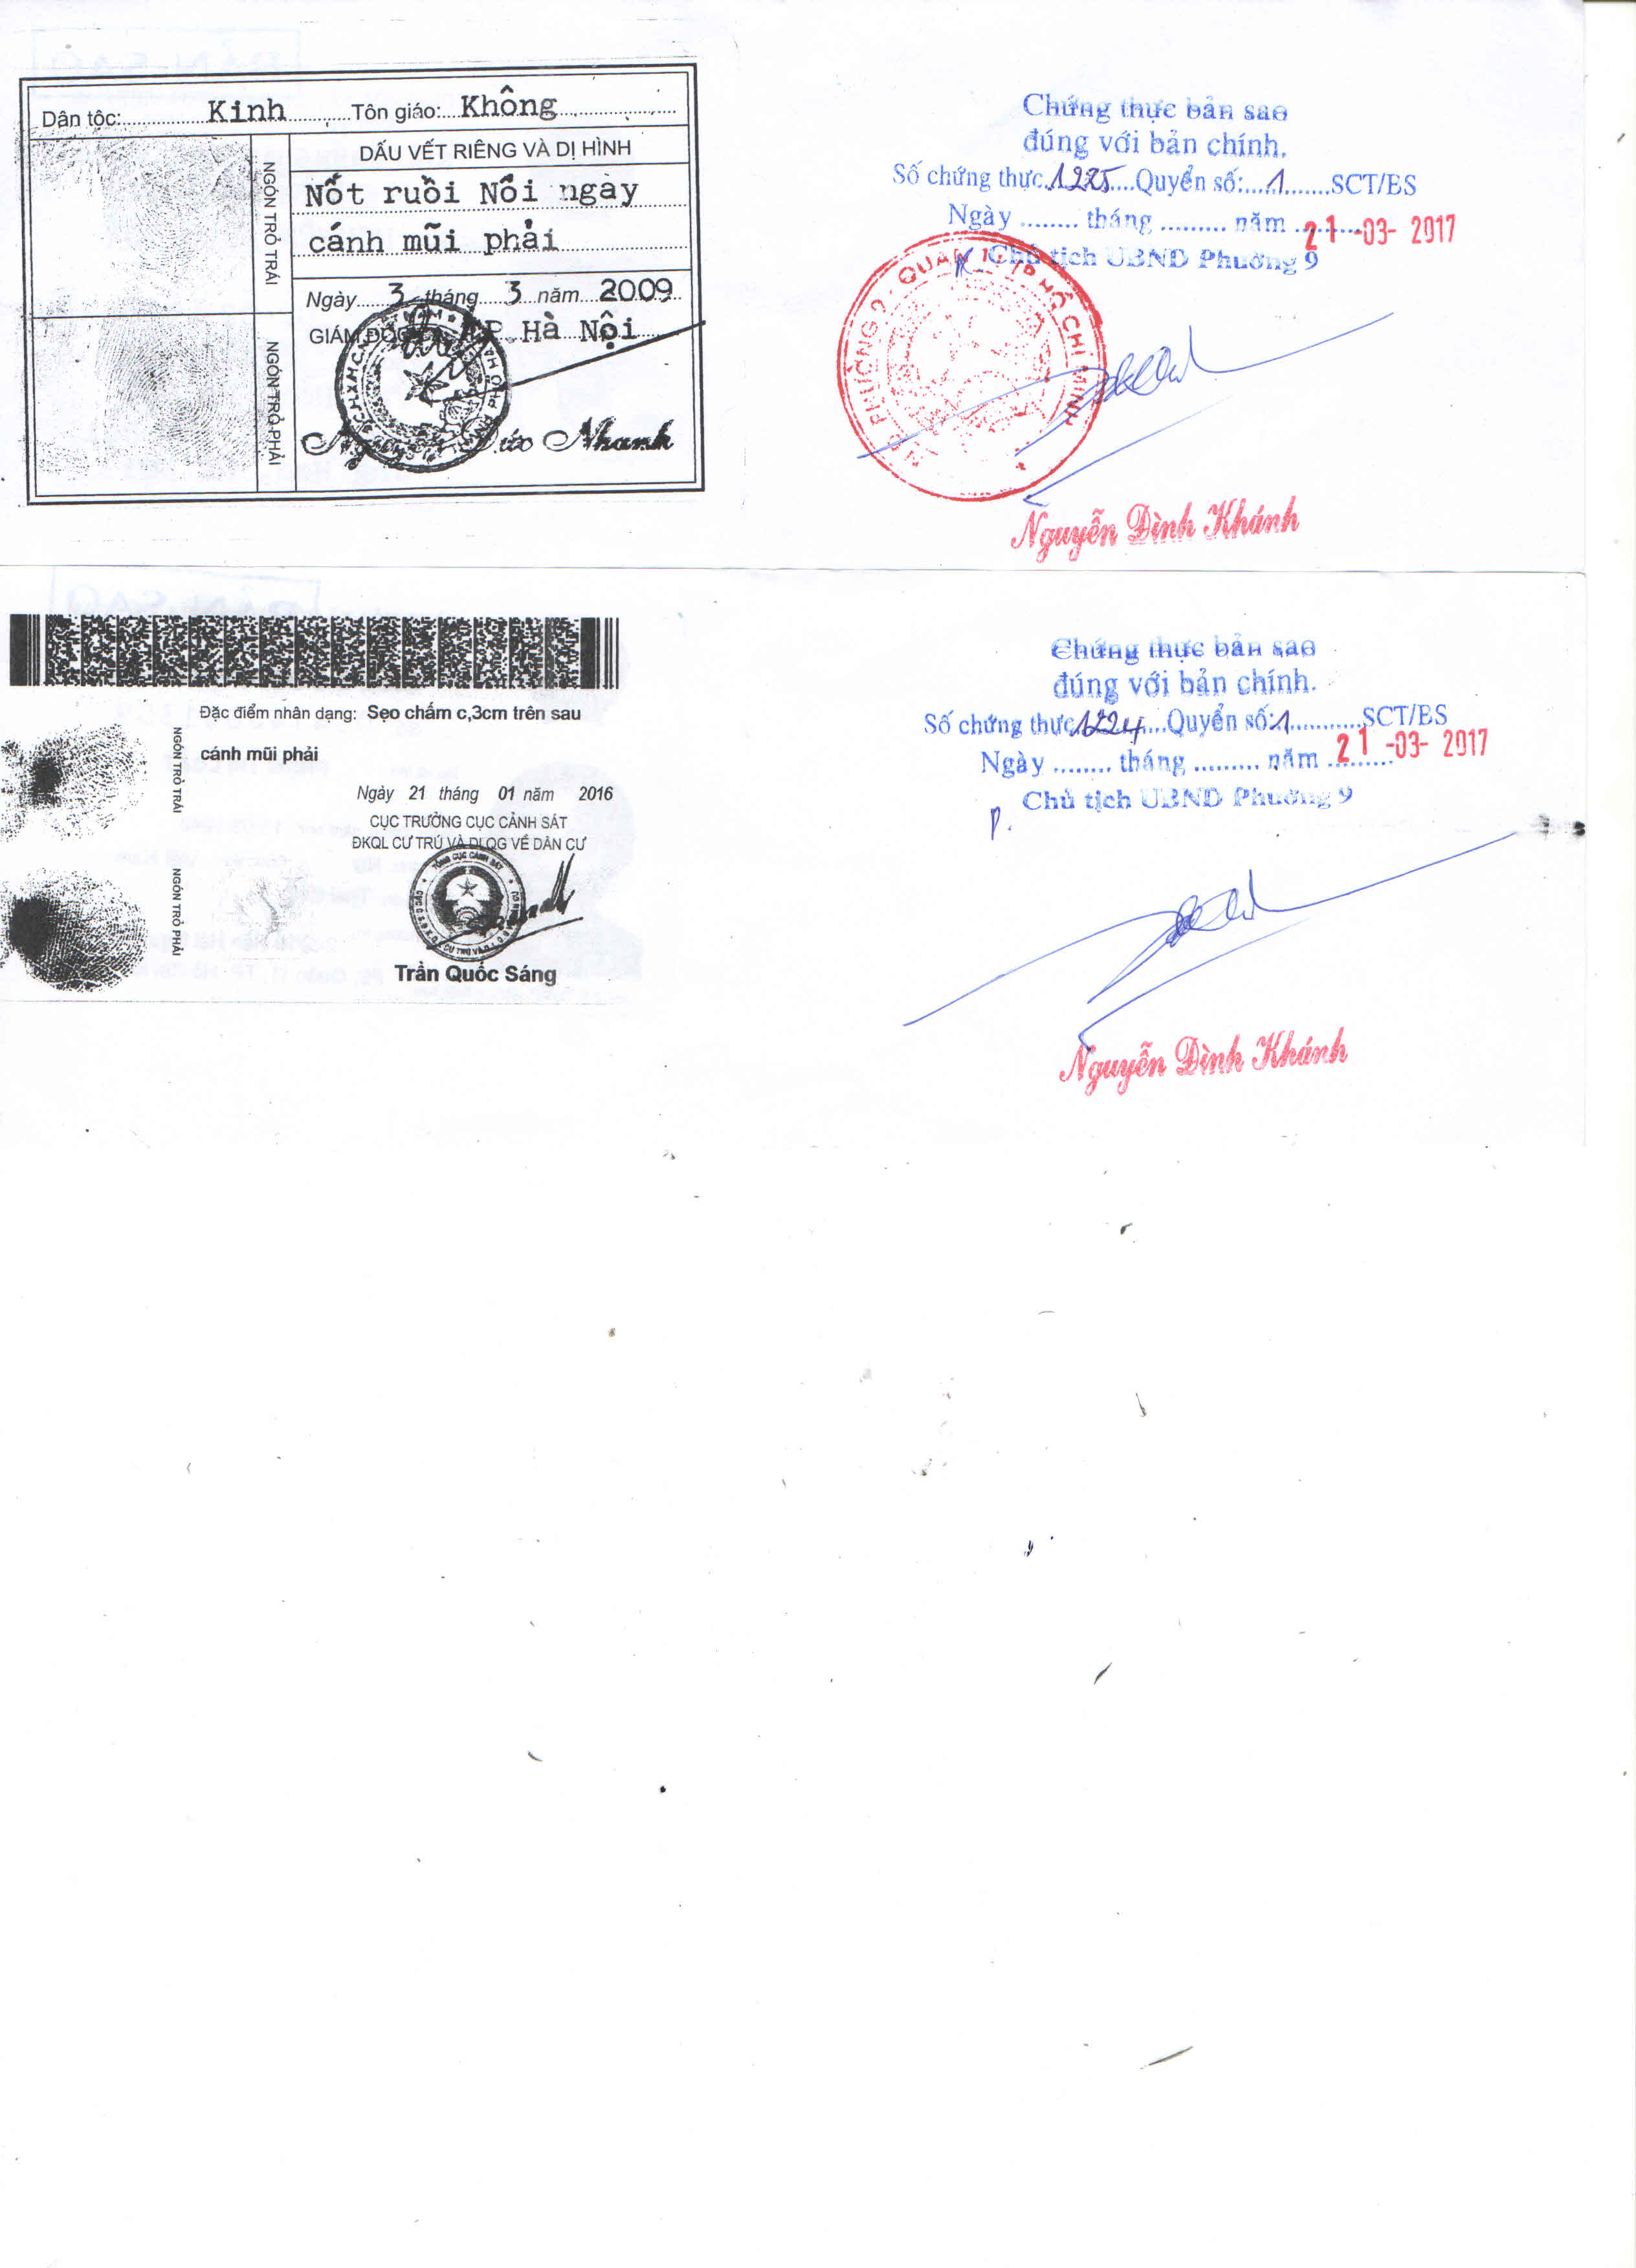 Dân tộc: Kinh Tôn giáo: Không
DẤU VẾT RIÊNG VÀ DỊ HÌNH
NGÓN TRỎ TRÁI
Nốt ruồi Nổi ngay
cánh mũi phải
Ngày 3 tháng 3 năm 2009
GIÁM ĐỐC CA TP Hà Nội
NGÓN TRỎ PHẢI
Đức Nhanh
Chứng thực bản sao
đúng với bản chính.
Số chứng thực 1225 Quyển số: 1 SCT/BS
Ngày ........ tháng ......... năm .......... 21 -03- 2017
Chủ tịch UBND Phường 9
PHƯỜNG 9 - QUẬN TP HỒ CHÍ MINH
Nguyễn Đình Khánh
Đặc điểm nhân dạng: Sẹo chấm c,3cm trên sau
cánh mũi phải
NGÓN TRỎ TRÁI
Ngày 21 tháng 01 năm 2016
CỤC TRƯỞNG CỤC CẢNH SÁT
ĐKQL CƯ TRÚ VÀ DLQG VỀ DÂN CƯ
NGÓN TRỎ PHẢI
TỔNG CỤC CẢNH SÁT
Trần Quốc Sáng
Chứng thực bản sao
đúng với bản chính.
Số chứng thực 1224 Quyển số: 1 SCT/BS
Ngày ........ tháng ......... năm ......... 21 -03- 2017
P. Chủ tịch UBND Phường 9
Nguyễn Đình Khánh